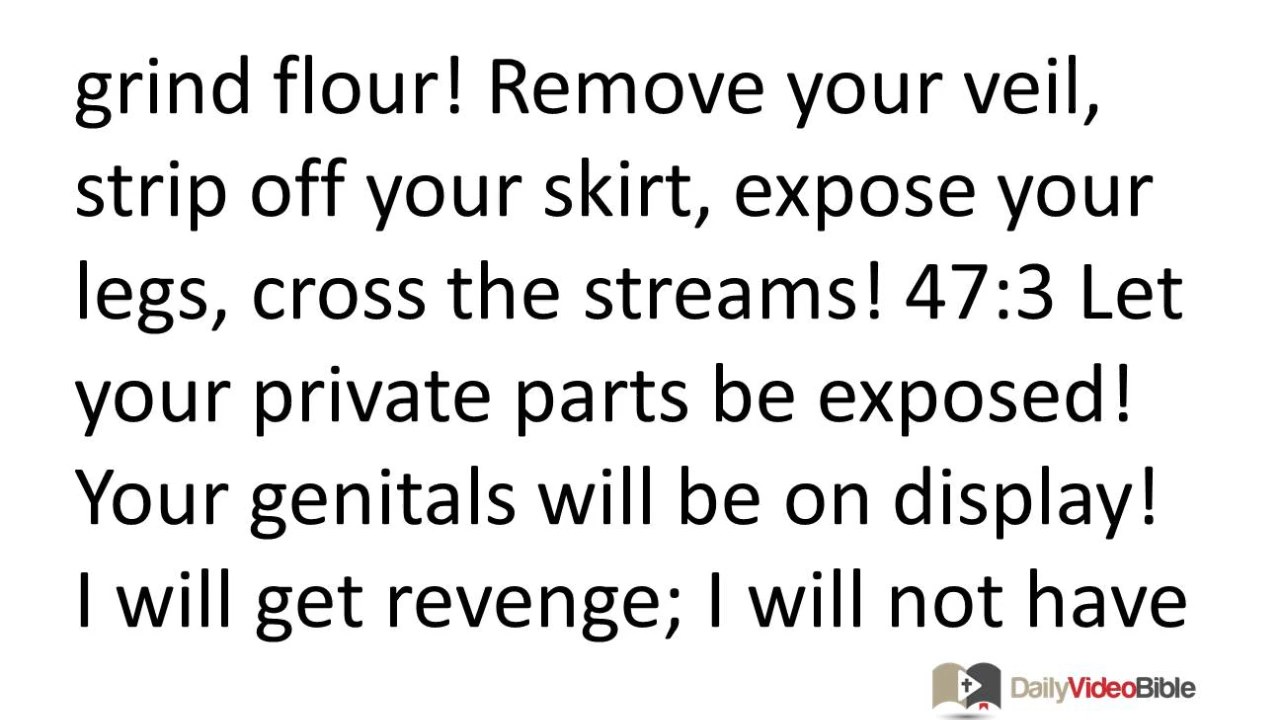 grind flour! Remove your veil,
strip off your skirt, expose your
legs, cross the streams! 47:3 Let
your private parts be exposed!
Your genitals will be on display!
I will get revenge; I will not have
DailyVideoBible